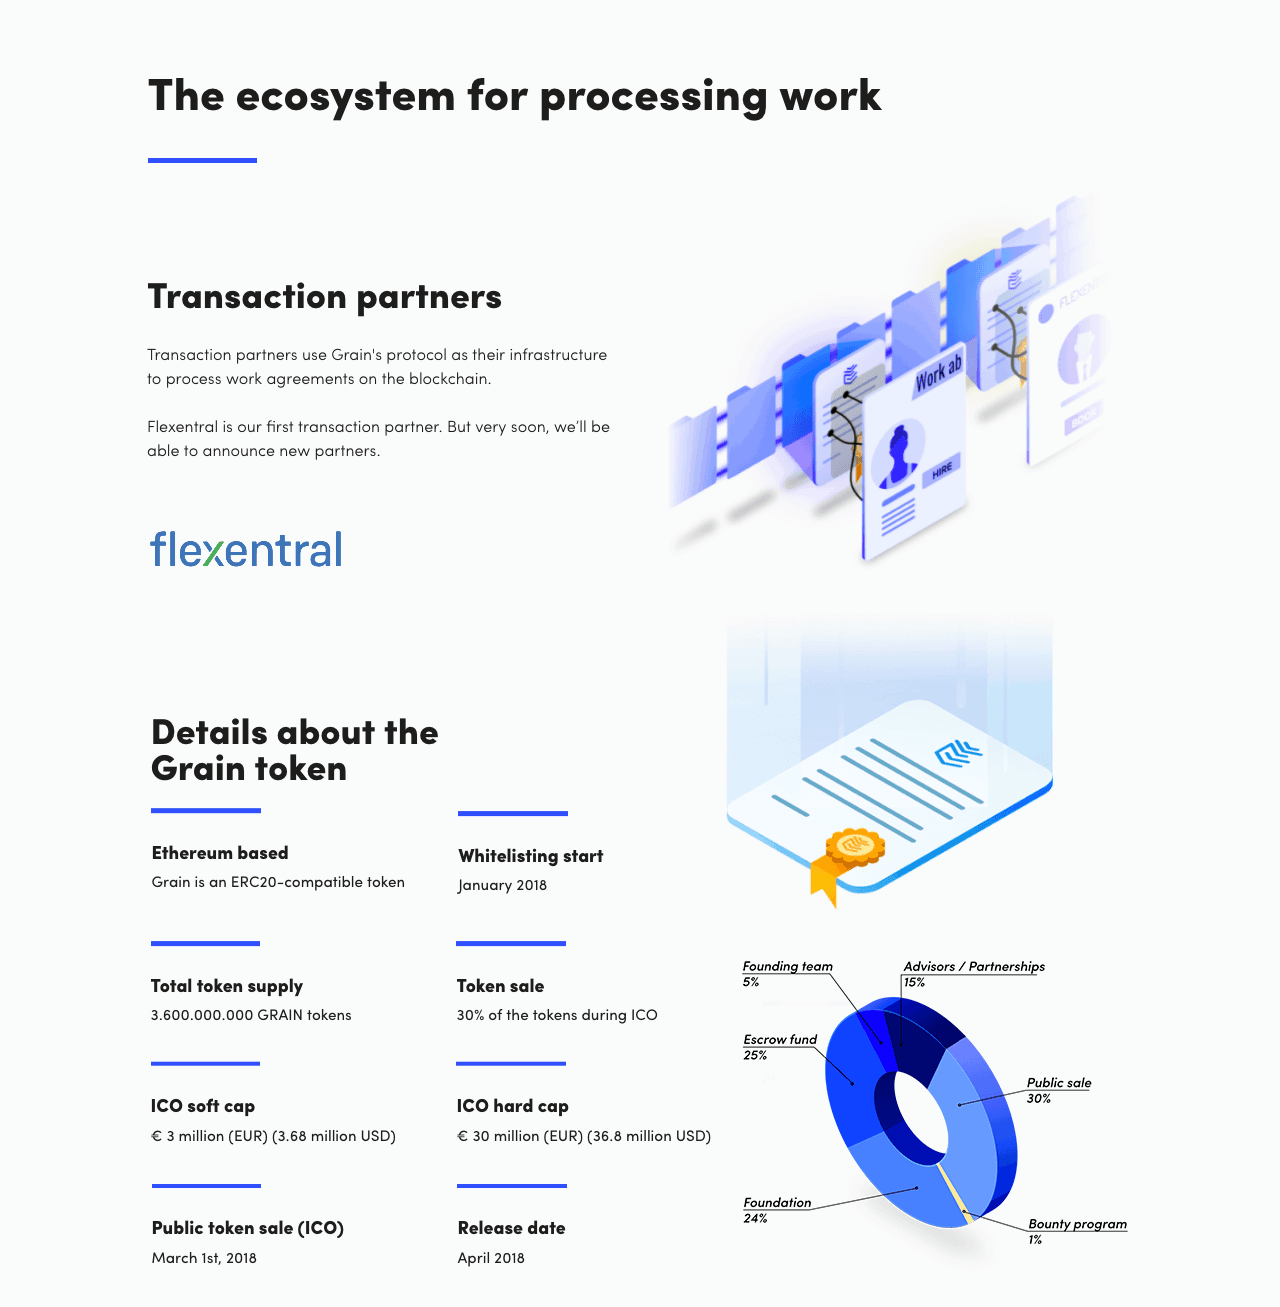 The ecosystem for processing work
Transaction partners
Transaction partners use Grain's protocol as their infrastructure
to process work agreements on the blockchain.
Flexentral is our first transaction partner. But very soon, we'll be
able to announce new partners.
flexentral
Work ab
HIRE
Details about the
Grain token
Ethereum based
Grain is an ERC20-compatible token
Whitelisting start
January 2018
Total token supply
3.600.000.000 GRAIN tokens
Token sale
30% of the tokens during ICO
ICO soft cap
€ 3 million (EUR) (3.68 million USD)
ICO hard cap
€ 30 million (EUR) (36.8 million USD)
Public token sale (ICO)
March 1st, 2018
Release date
April 2018
Founding team
5%
Advisors / Partnerships
15%
Escrow fund
25%
Public sale
30%
Foundation
24%
Bounty program
1%